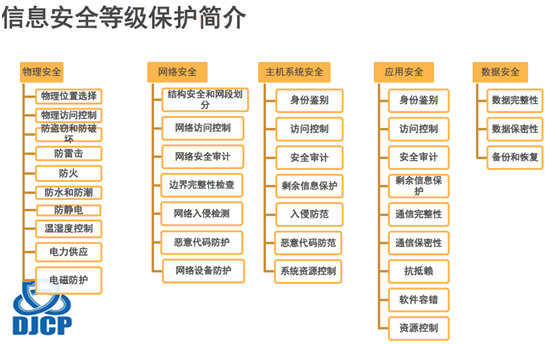 信息安全等级保护简介
物理安全
物理位置选择
物理访问控制
防盗窃和防破
坏
防雷击
防火
防水和防潮
防静电
温湿度控制
电力供应
电磁防护
网络安全
结构安全和网段划
分
网络访问控制
网络安全审计
边界完整性检查
网络入侵检测
恶意代码防护
网络设备防护
主机系统安全
身份鉴别
访问控制
安全审计
剩余信息保护
入侵防范
恶意代码防范
系统资源控制
应用安全
身份鉴别
访问控制
安全审计
剩余信息保
护
通信完整性
通信保密性
抗抵赖
软件容错
资源控制
数据安全
数据完整性
数据保密性
备份和恢复
DJCP